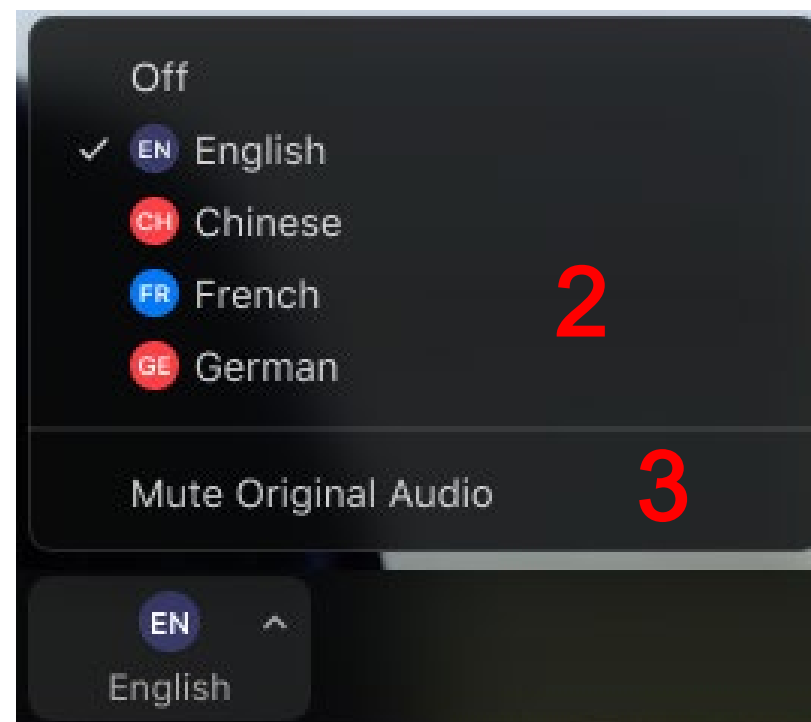 Off
EN English
CH Chinese
FR French
2
GE German
Mute Original Audio
3
EN
English